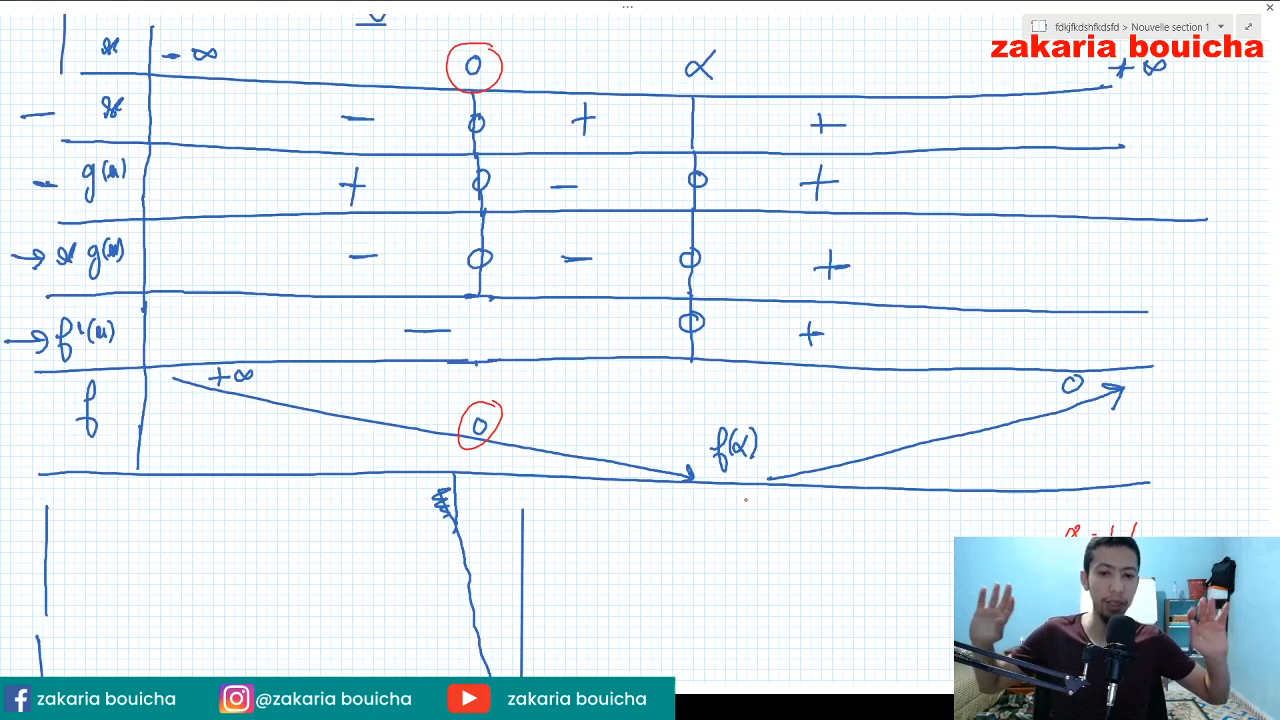 fdkjfkdshfkdsfd > Nouvelle section 1
zakaria bouicha
x - ∞ 0 α + ∞
- x - 0 + +
- g(x) + 0 - 0 +
→ x g(x) - 0 - 0 +
→ f'(x) - 0 +
f +∞ 0 f(α) 0
zakaria bouicha @zakaria bouicha zakaria bouicha